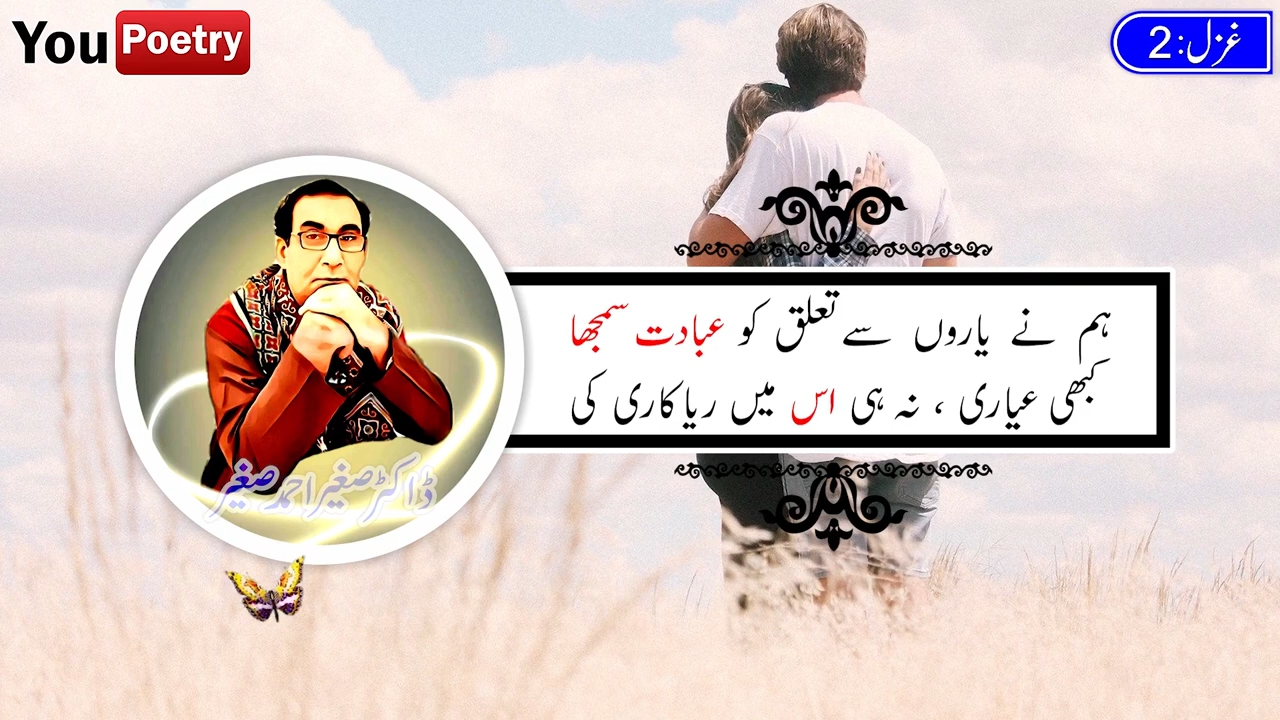 You Poetry
غزل: 2
ہم نے یاروں سے تعلق کو عبادت سمجھا
کبھی عیاری ، نہ ہی اس میں ریاکاری کی
ڈاکٹر صغیر احمد صغیر